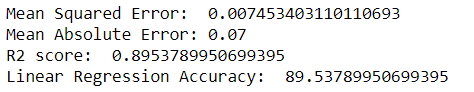 Mean Squared Error:  0.007453403110110693
Mean Absolute Error: 0.07
R2 score:  0.8953789950699395
Linear Regression Accuracy:  89.53789950699395